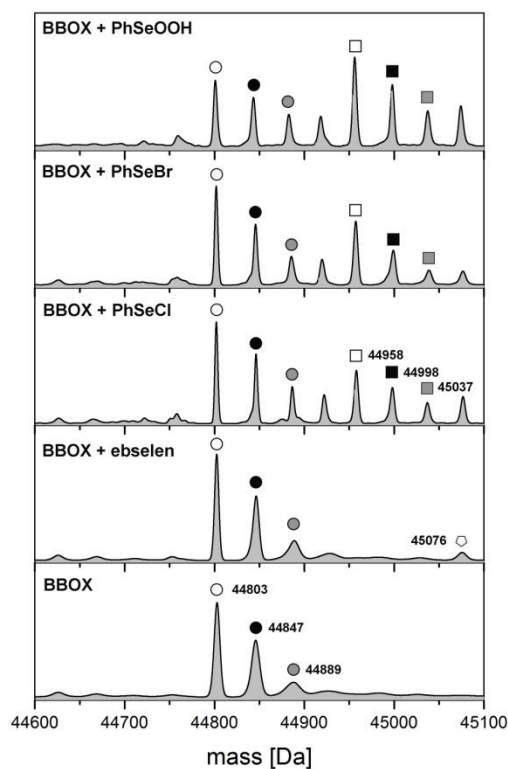 BBOX + PhSeOOH
BBOX + PhSeBr
BBOX + PhSeCl
44958
44998
45037
BBOX + ebselen
45076
BBOX
44803
44847
44889
44600 44700 44800 44900 45000 45100
mass [Da]